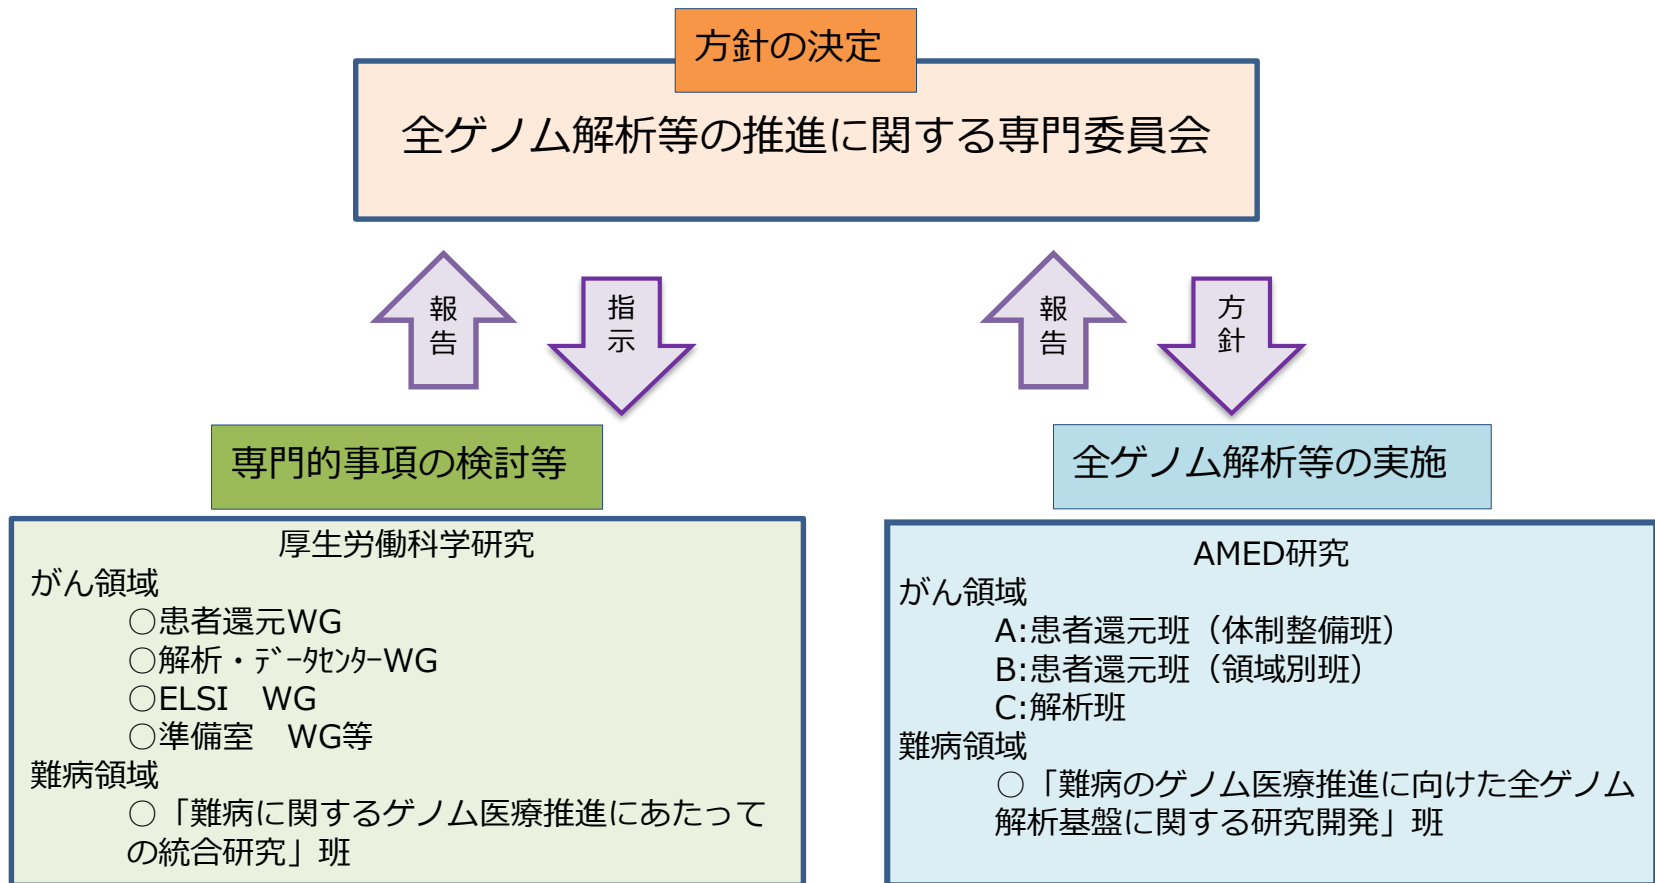 方針の決定
全ゲノム解析等の推進に関する専門委員会
報告
指示
報告
方針
専門的事項の検討等
厚生労働科学研究
がん領域
○患者還元WG
○解析・ﾃﾞｰﾀｾﾝﾀｰWG
○ELSI　WG
○準備室　WG等
難病領域
○「難病に関するゲノム医療推進にあたって
の統合研究」班
全ゲノム解析等の実施
AMED研究
がん領域
A:患者還元班（体制整備班）
B:患者還元班（領域別班）
C:解析班
難病領域
○「難病のゲノム医療推進に向けた全ゲノム
解析基盤に関する研究開発」班